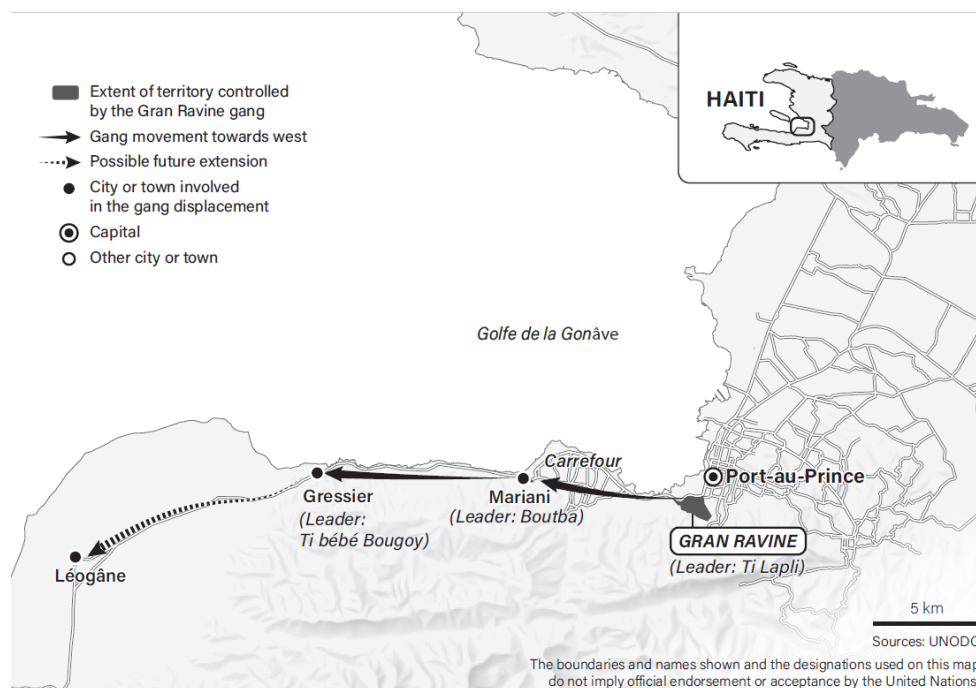 Extent of territory controlled
by the Gran Ravine gang
Gang movement towards west
Possible future extension
City or town involved
in the gang displacement
Capital
Other city or town
HAITI
Golfe de la Gonâve
Carrefour
Port-au-Prince
Gressier
(Leader:
Ti bébé Bougoy)
Mariani
(Leader: Boutba)
GRAN RAVINE
(Leader: Ti Lapli)
Léogâne
5 km
Sources: UNODC
The boundaries and names shown and the designations used on this map
do not imply official endorsement or acceptance by the United Nations.